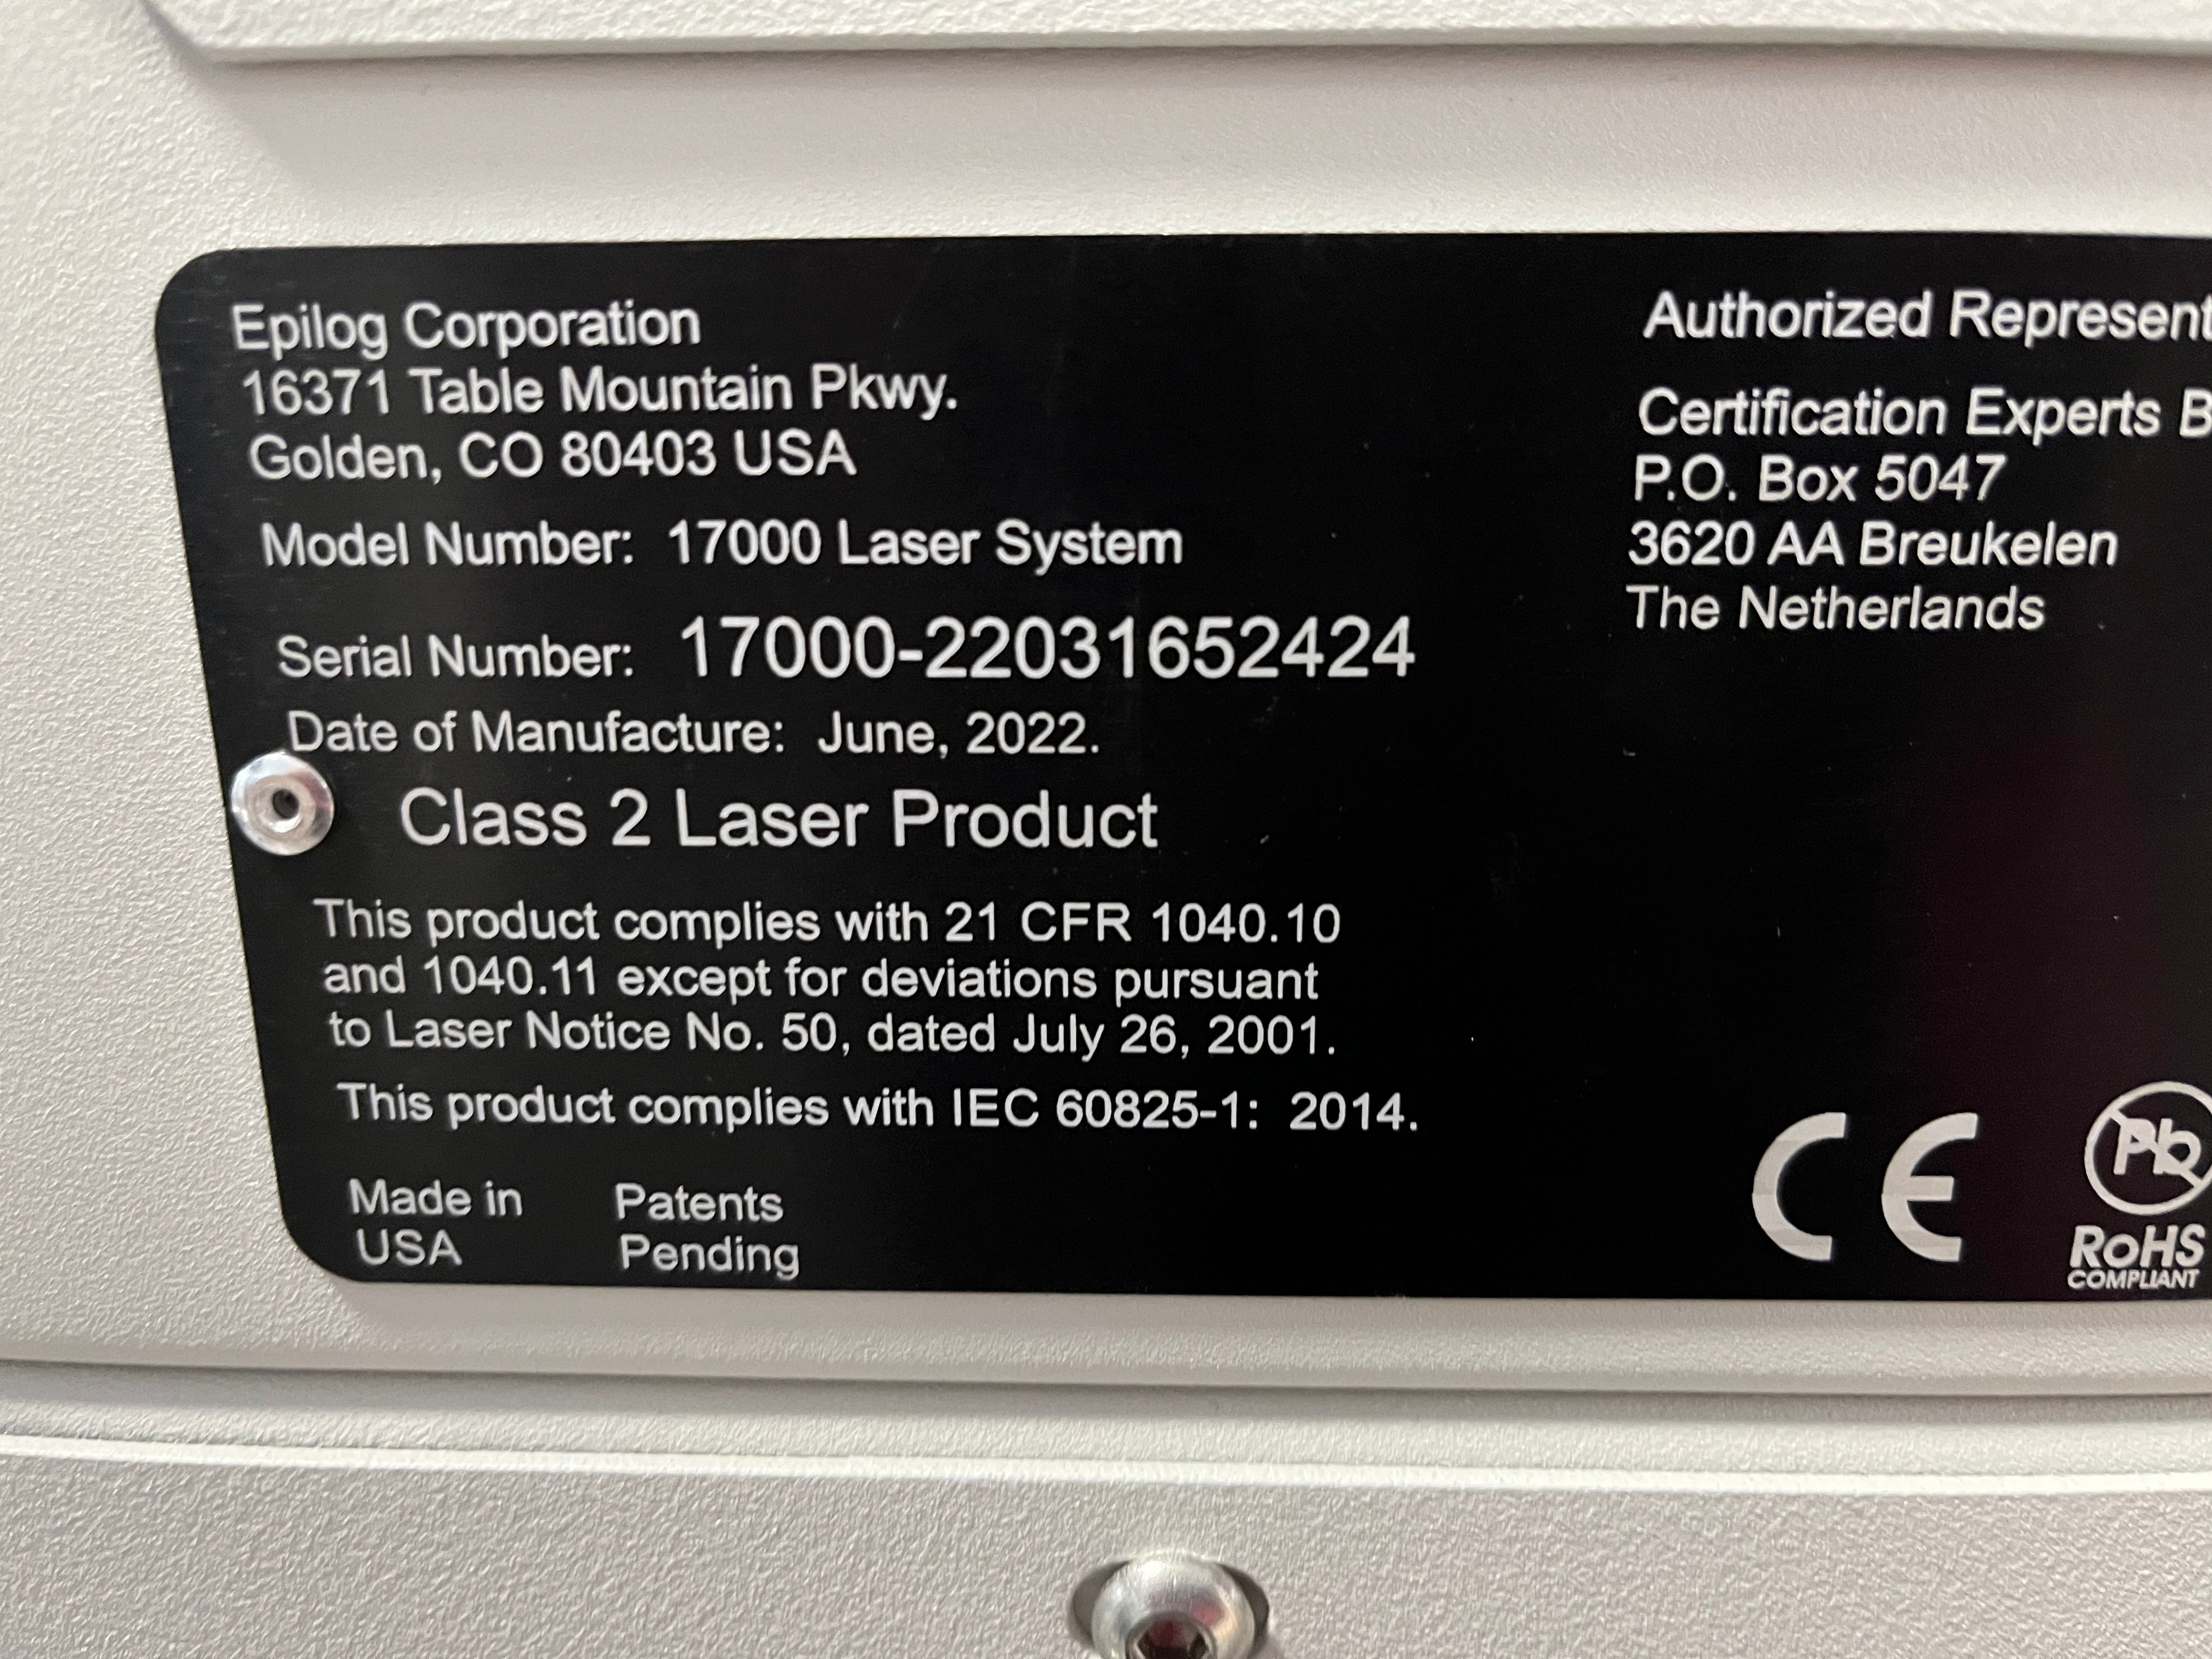 Epilog Corporation
16371 Table Mountain Pkwy.
Golden, CO 80403 USA
Model Number: 17000 Laser System
Serial Number: 17000-22031652424
Date of Manufacture: June, 2022.
Class 2 Laser Product
This product complies with 21 CFR 1040.10
and 1040.11 except for deviations pursuant
to Laser Notice No. 50, dated July 26, 2001.
This product complies with IEC 60825-1: 2014.
Made in
USA
Patents
Pending
Authorized Represent
Certification Experts B
P.O. Box 5047
3620 AA Breukelen
The Netherlands
CE
Pb
RoHS
COMPLIANT